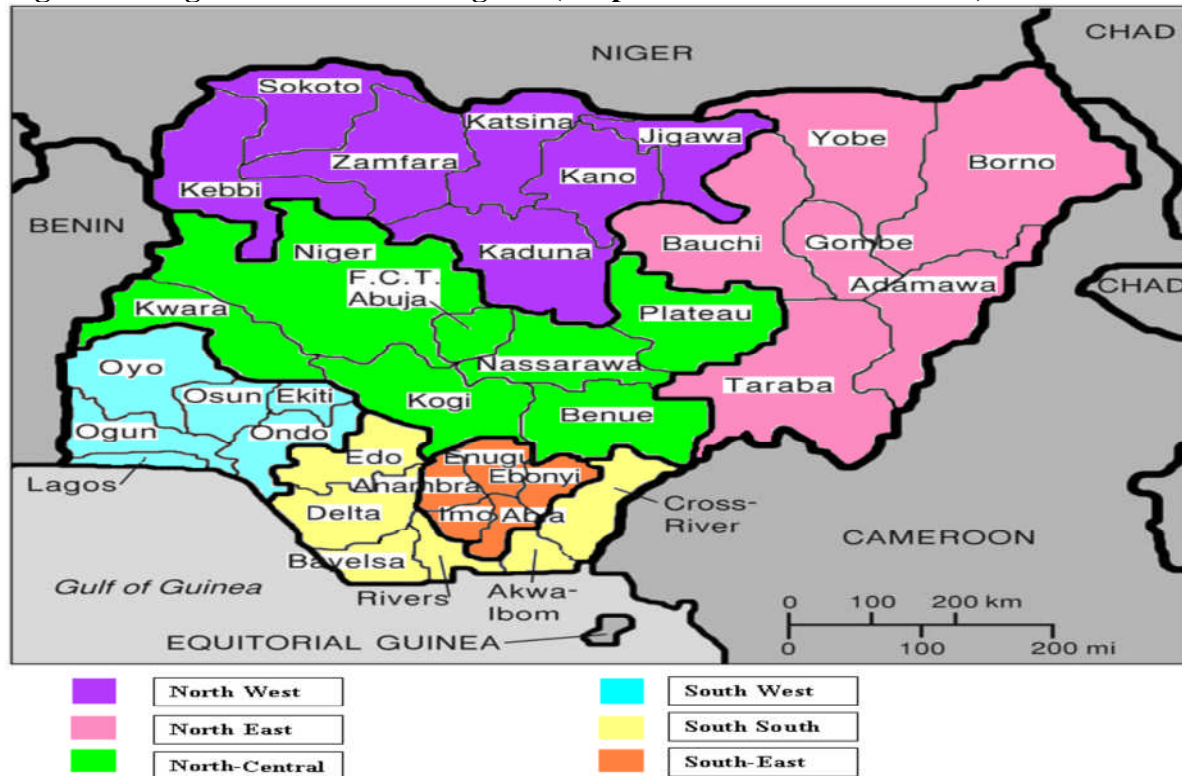 CHAD
NIGER
Sokoto
Katsina
Jigawa
Yobe
Borno
Zamfara
Kano
Kebbi
BENIN
Bauchi
Gombe
Kaduna
Niger
F.C.T.
Abuja
Adamawa
CHAD
Kwara
Plateau
Nassarawa
Oyo
Taraba
Osun
Ekiti
Kogi
Benue
Ogun
Ondo
Edo
Enugu
Ebonyi
Lagos
Anambra
Cross-
River
Delta
Imo
Abia
CAMEROON
Bayelsa
Gulf of Guinea
Rivers
Akwa-
Ibom
0 100 200 km
EQUITORIAL GUINEA
0 100 200 mi
North West
South West
North East
South South
North-Central
South-East